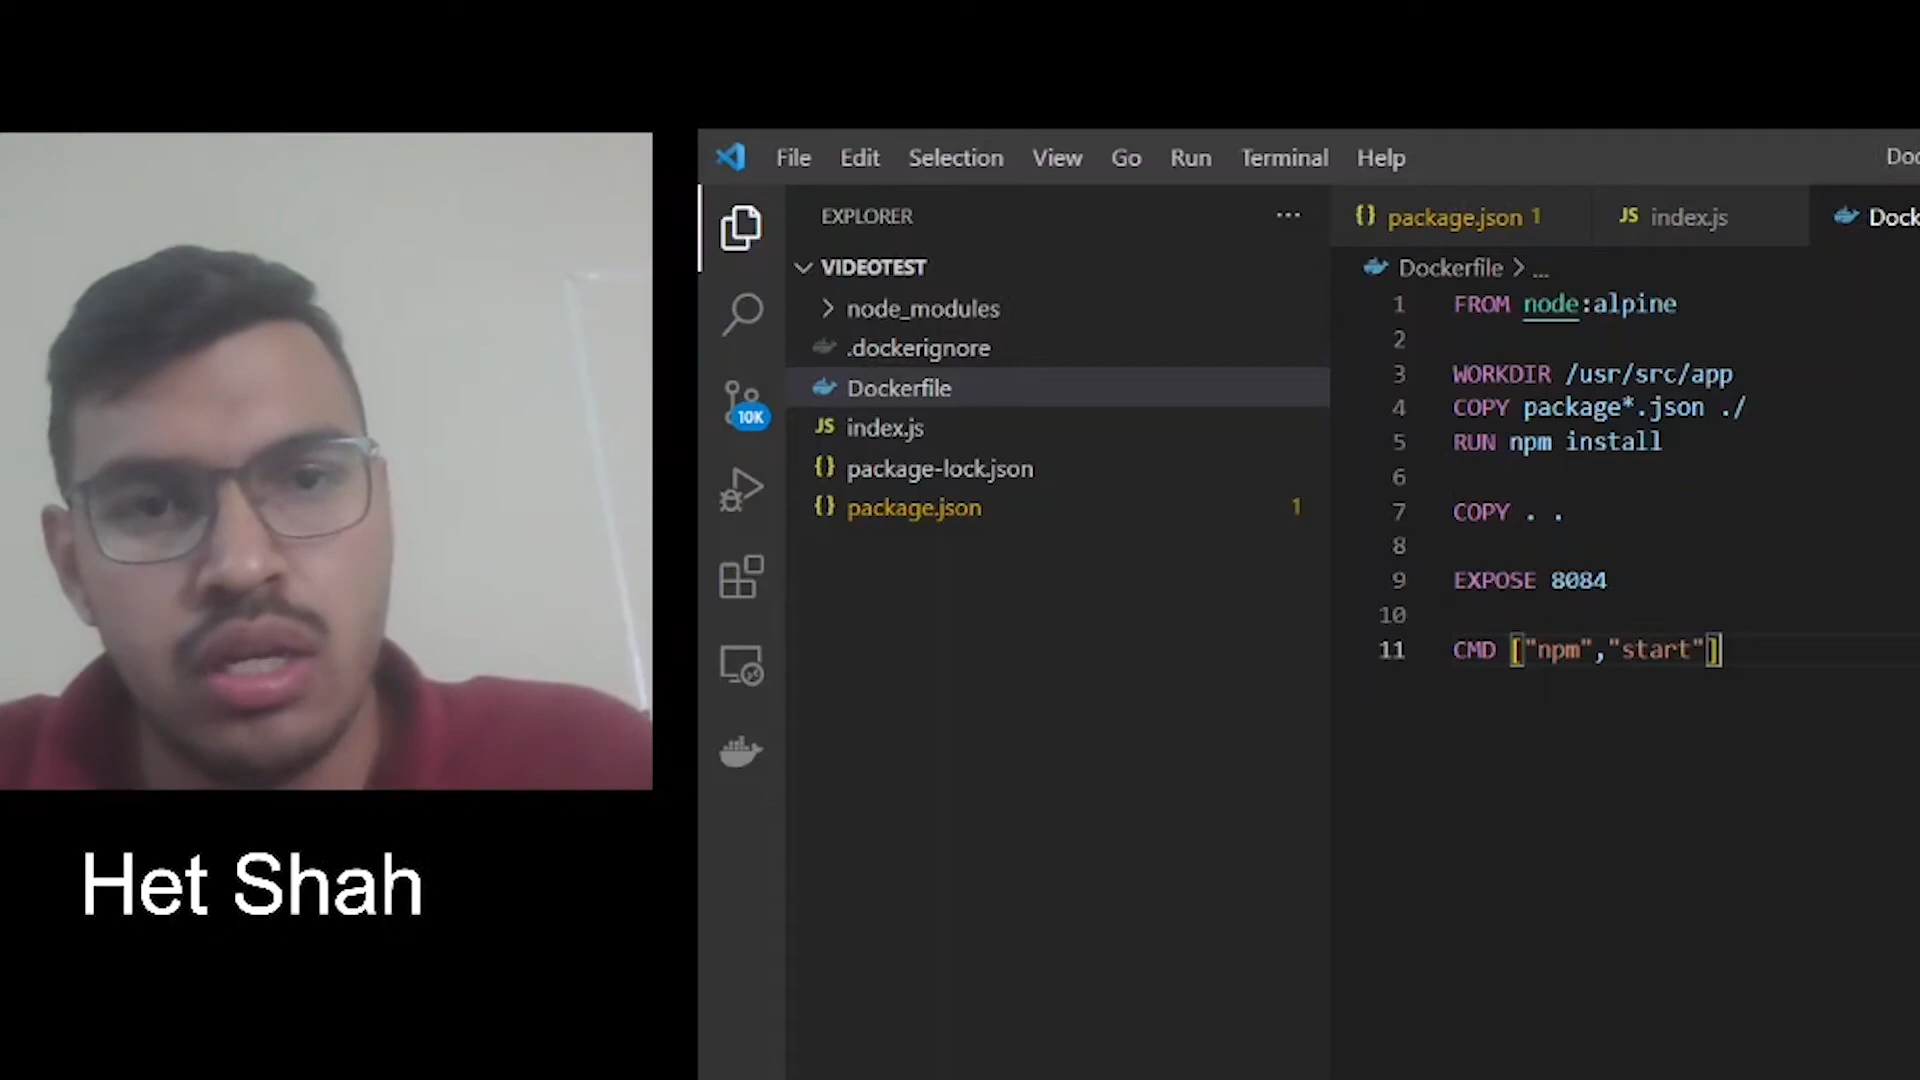 File Edit Selection View Go Run Terminal Help
EXPLORER ...
{} package.json 1
JS index.js
VIDEOTEST
Dockerfile > ...
node_modules
.dockerignore
Dockerfile
JS index.js
{} package-lock.json
{} package.json 1
10K
1 FROM node:alpine
2
3 WORKDIR /usr/src/app
4 COPY package*.json ./
5 RUN npm install
6
7 COPY . .
8
9 EXPOSE 8084
10
11 CMD ["npm","start"]
Het Shah